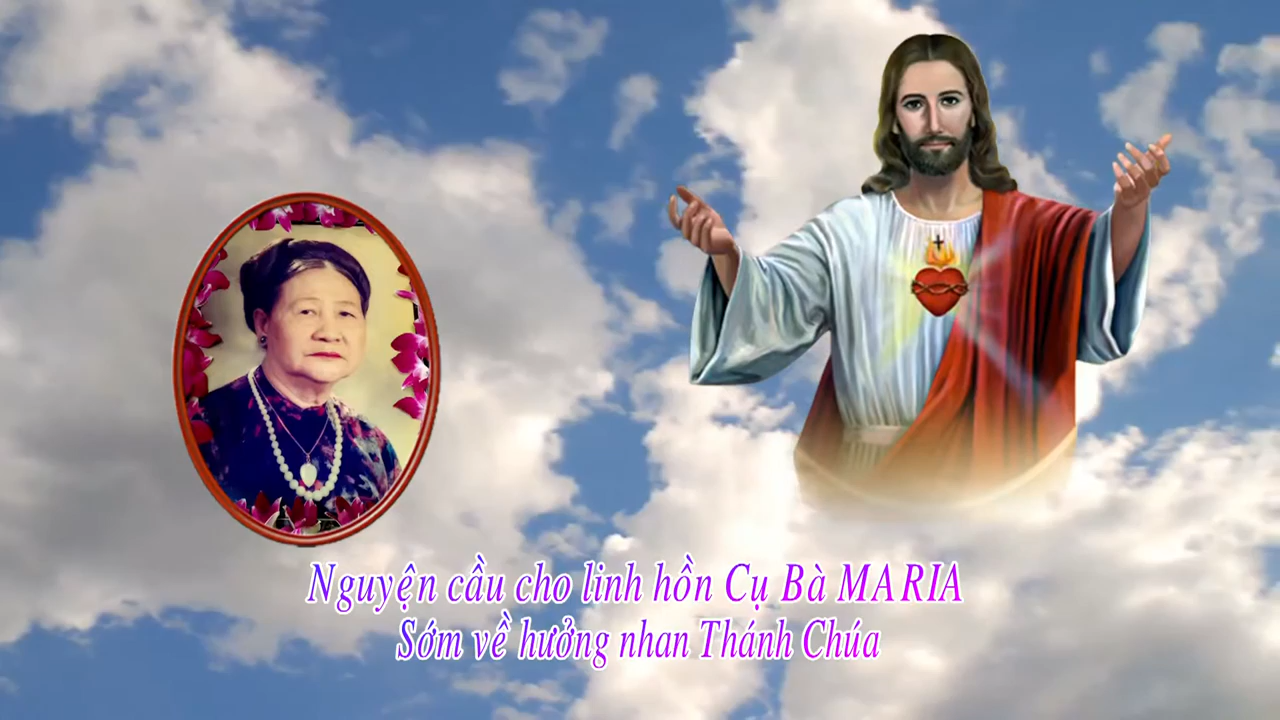 Nguyện cầu cho linh hồn Cụ Bà MARIA
Sớm về hưởng nhan Thánh Chúa